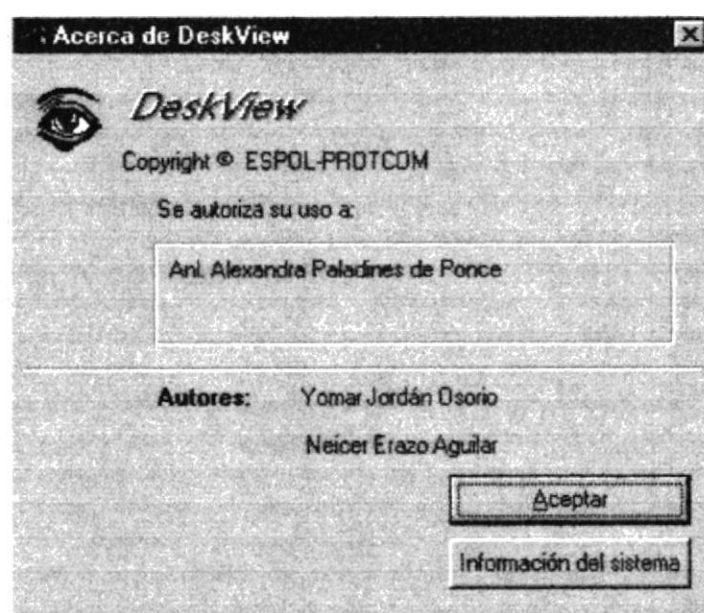 Acerca de DeskView
DeskView
Copyright © ESPOL-PROTCOM
Se autoriza su uso a:
Anl. Alexandra Paladines de Ponce
Autores: Yomar Jordán Osorio
Neicer Erazo Aguilar
Aceptar
Información del sistema